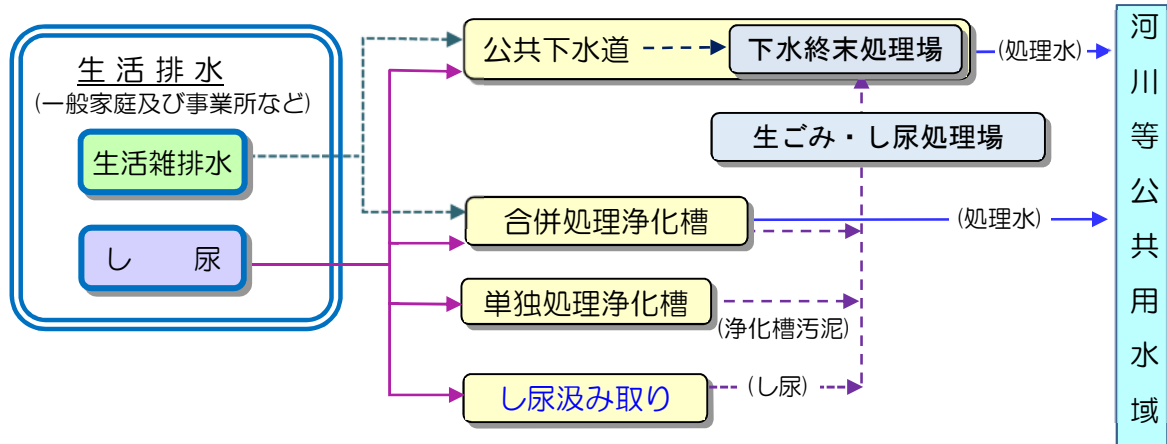 生活排水
(一般家庭及び事業所など)
生活雑排水
し 尿
公共下水道
下水終末処理場
(処理水)
生ごみ・し尿処理場
合併処理浄化槽
(処理水)
単独処理浄化槽
(浄化槽汚泥)
し尿汲み取り
(し尿)
河川等公共用水域